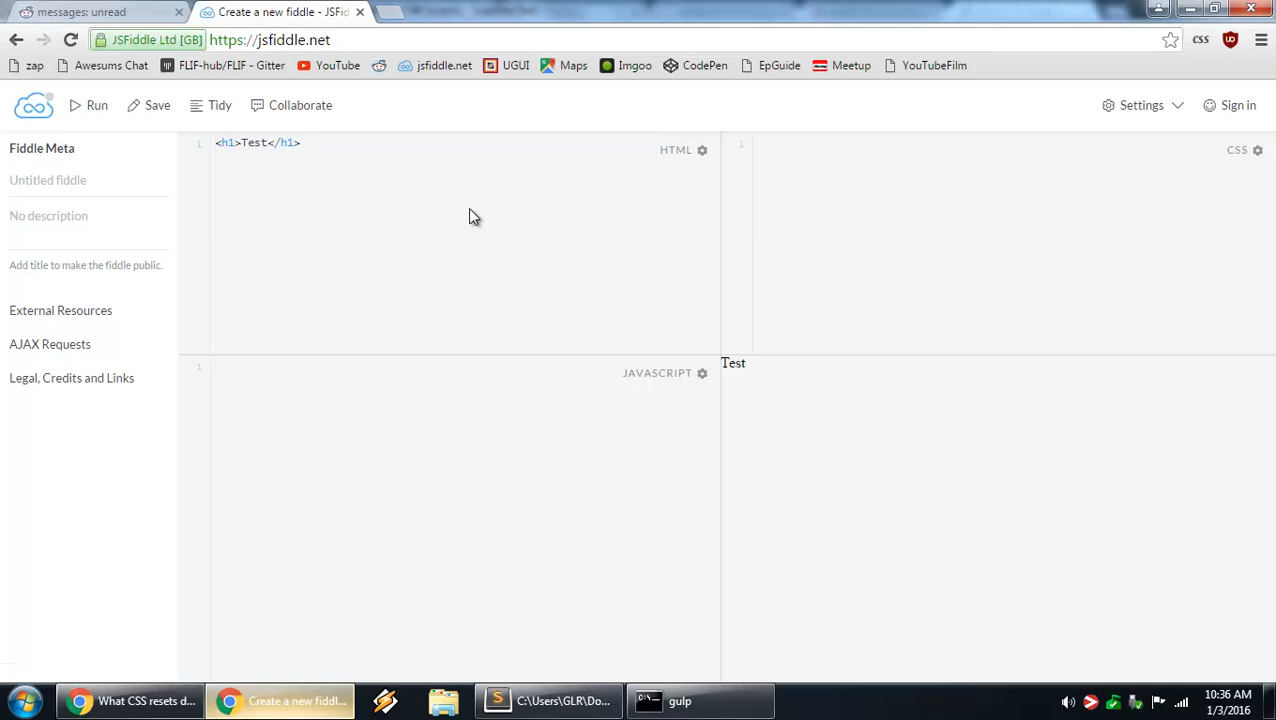 messages: unread
Create a new fiddle - JSFi
JSFiddle Ltd [GB] https://jsfiddle.net
CSS
zap Awesums Chat FLIF-hub/FLIF - Gitter YouTube jsfiddle.net UGUI Maps Imgoo CodePen EpGuide Meetup YouTubeFilm
Run Save Tidy Collaborate Settings Sign in
Fiddle Meta
Untitled fiddle
No description
Add title to make the fiddle public.
External Resources
AJAX Requests
Legal, Credits and Links
1 <h1>Test</h1>
HTML
1
CSS
1
JAVASCRIPT
Test
What CSS resets d... Create a new fiddl... C:\Users\GLR\Do... gulp
10:36 AM
1/3/2016